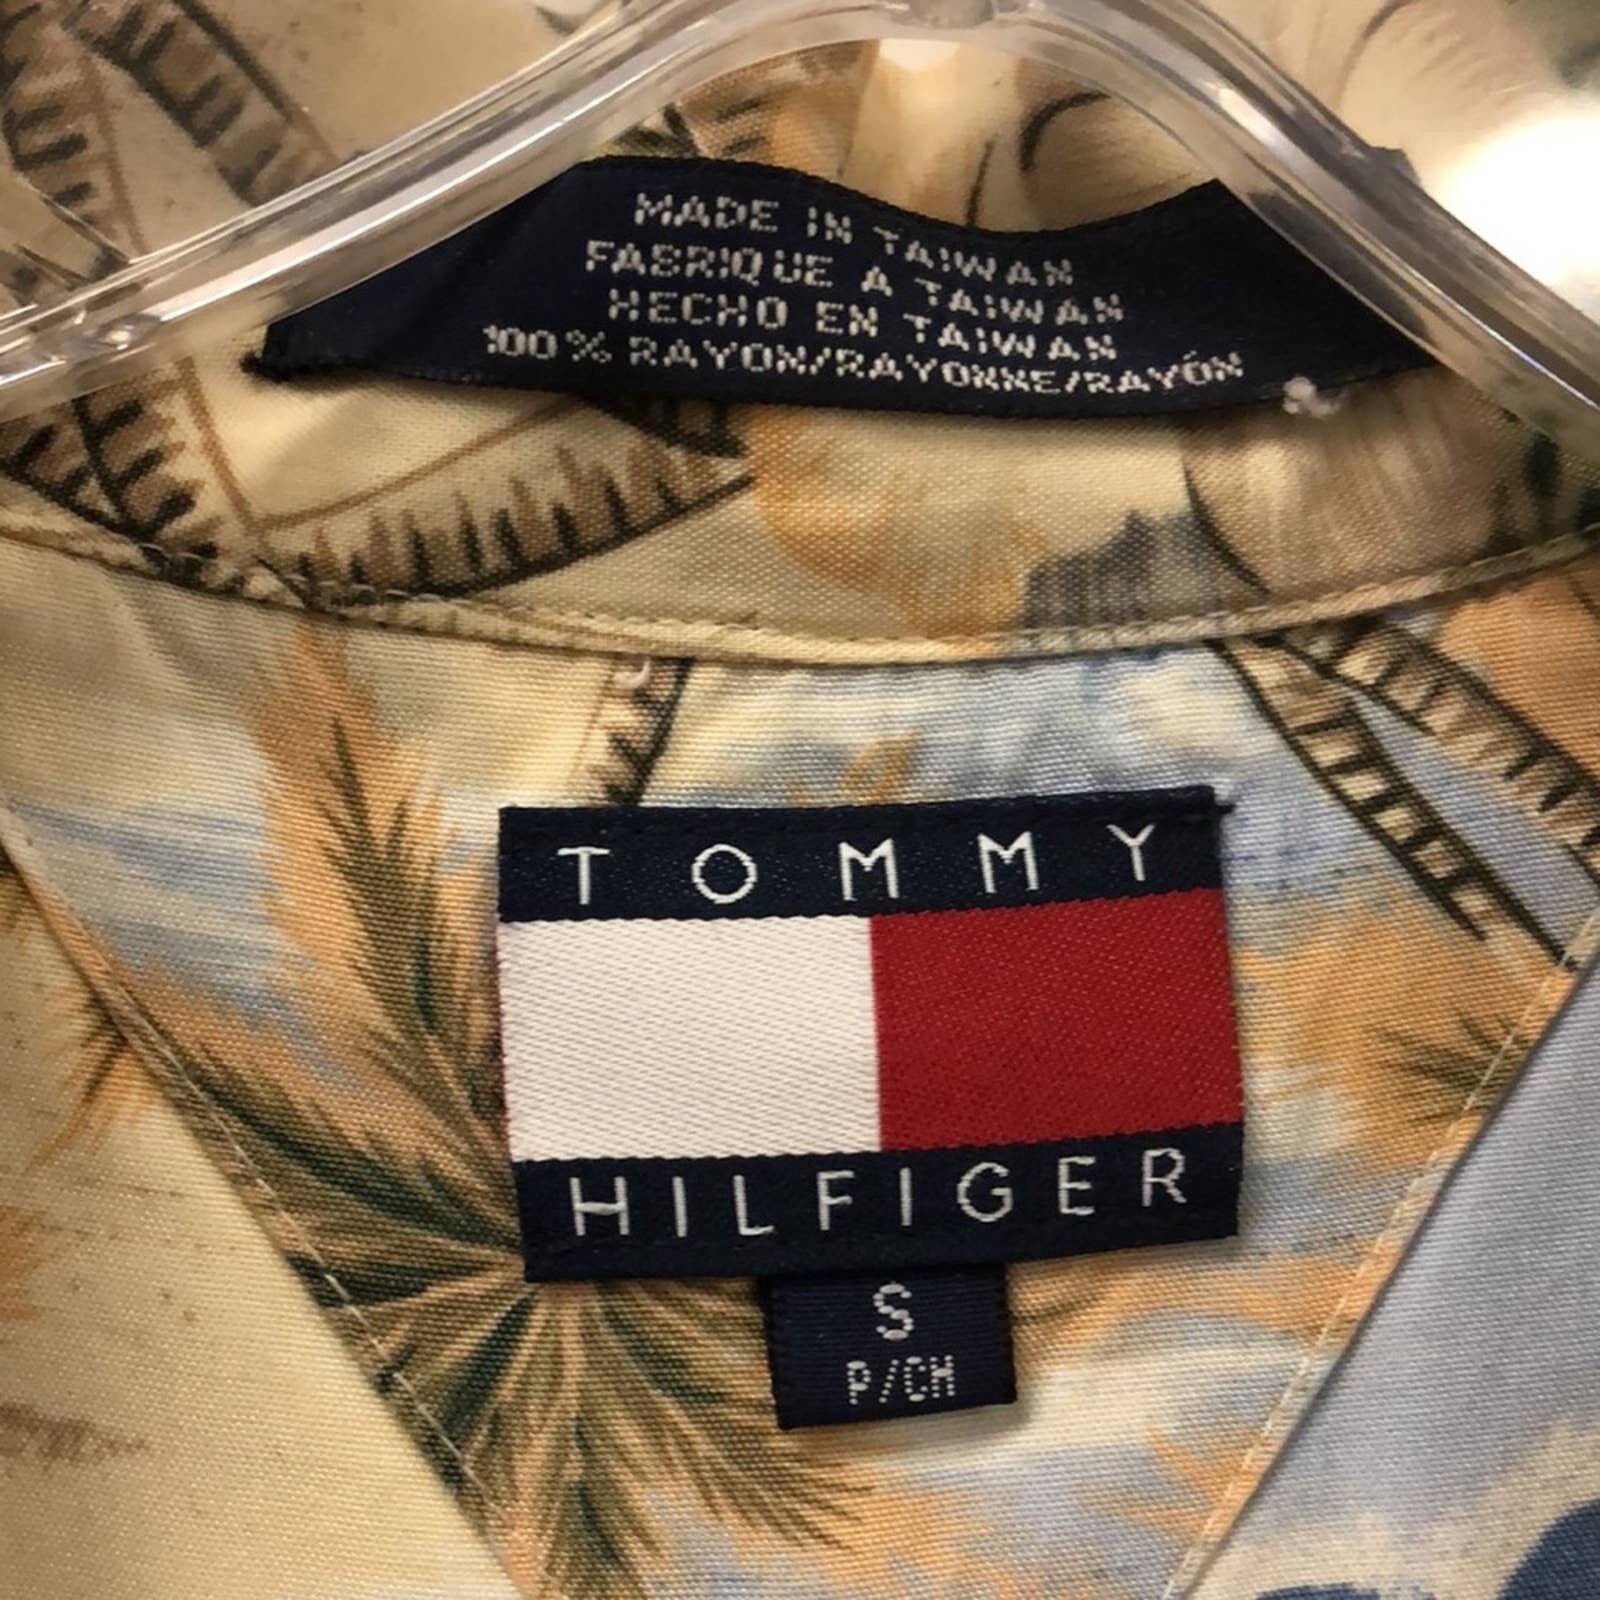 MADE IN TAIWAN
FABRIQUE A TAIWAN
HECHO EN TAIWAN
100% RAYON/RAYONNE/RAYÓN
TOMMY
HILFIGER
S
P/CH